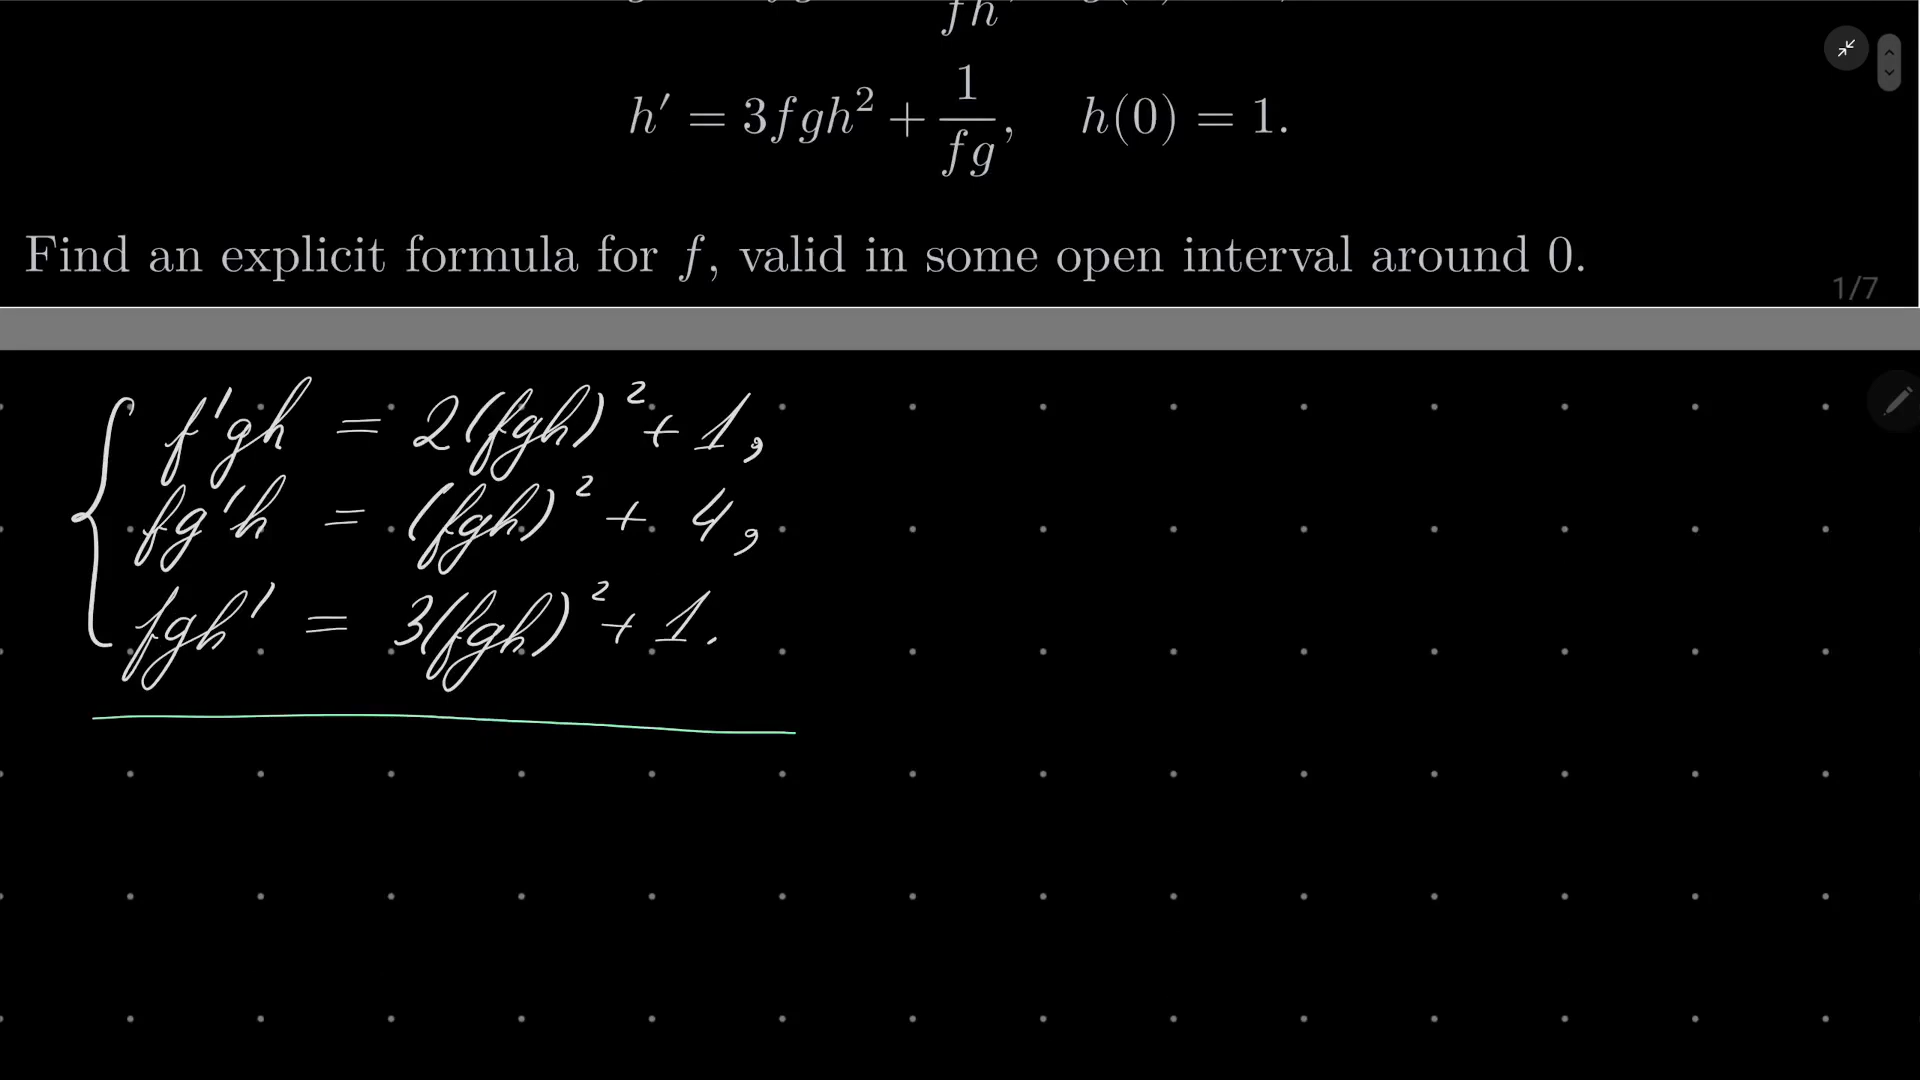 fh
h′ = 3fgh² + 1/fg, h(0) = 1.
Find an explicit formula for f, valid in some open interval around 0.
1/7
{ f'gh = 2(fgh)² + 1,
fg'h = (fgh)² + 4,
fgh' = 3(fgh)² + 1.